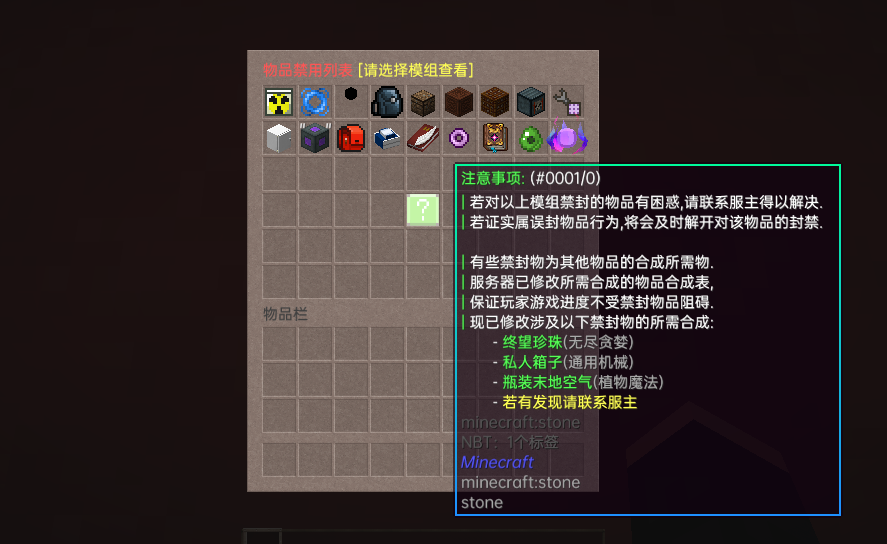 物品禁用列表 [请选择模组查看]
注意事项: (#0001/0)
| 若对以上模组禁封的物品有困惑,请联系服主得以解决.
| 若证实属误封物品行为,将会及时解开对该物品的封禁.
| 有些禁封物为其他物品的合成所需物.
| 服务器已修改所需合成的物品合成表,
| 保证玩家游戏进度不受禁封物品阻碍.
| 现已修改涉及以下禁封物的所需合成:
- 终望珍珠(无尽贪婪)
- 私人箱子(通用机械)
- 瓶装末地空气(植物魔法)
- 若有发现请联系服主
minecraft:stone
NBT: 1个标签
Minecraft
minecraft:stone
stone
?
物品栏